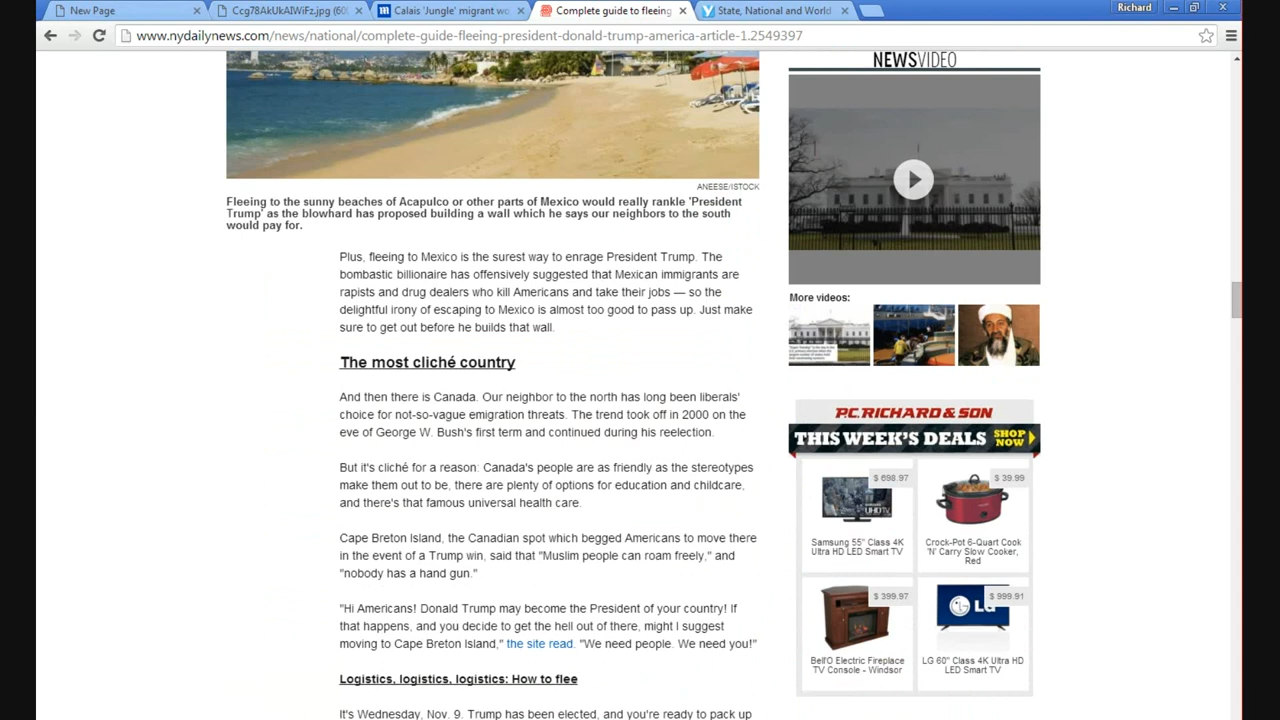 New Page
Ccg78AkUkAIWiFz.jpg (60
Calais 'Jungle' migrant wo
Complete guide to fleeing
State, National and World
Richard
www.nydailynews.com/news/national/complete-guide-fleeing-president-donald-trump-america-article-1.2549397
NEWSVIDEO
ANEESE/ISTOCK
Fleeing to the sunny beaches of Acapulco or other parts of Mexico would really rankle 'President
Trump' as the blowhard has proposed building a wall which he says our neighbors to the south
would pay for.
Plus, fleeing to Mexico is the surest way to enrage President Trump. The
bombastic billionaire has offensively suggested that Mexican immigrants are
rapists and drug dealers who kill Americans and take their jobs — so the
delightful irony of escaping to Mexico is almost too good to pass up. Just make
sure to get out before he builds that wall.
The most cliché country
And then there is Canada. Our neighbor to the north has long been liberals'
choice for not-so-vague emigration threats. The trend took off in 2000 on the
eve of George W. Bush's first term and continued during his reelection.
But it's cliché for a reason: Canada's people are as friendly as the stereotypes
make them out to be, there are plenty of options for education and childcare,
and there's that famous universal health care.
Cape Breton Island, the Canadian spot which begged Americans to move there
in the event of a Trump win, said that "Muslim people can roam freely," and
"nobody has a hand gun."
"Hi Americans! Donald Trump may become the President of your country! If
that happens, and you decide to get the hell out of there, might I suggest
moving to Cape Breton Island," the site read. "We need people. We need you!"
Logistics, logistics, logistics: How to flee
It's Wednesday, Nov. 9. Trump has been elected, and you're ready to pack up
More videos:
P.C. RICHARD & SON
THIS WEEK'S DEALS SHOP NOW
$ 698.97
$ 39.99
Samsung 55" Class 4K
Ultra HD LED Smart TV
Crock-Pot 6-Quart Cook
'N' Carry Slow Cooker,
Red
$ 397.97
$ 999.91
LG
Bell'O Electric Fireplace
TV Console - Windsor
LG 60" Class 4K Ultra HD
LED Smart TV